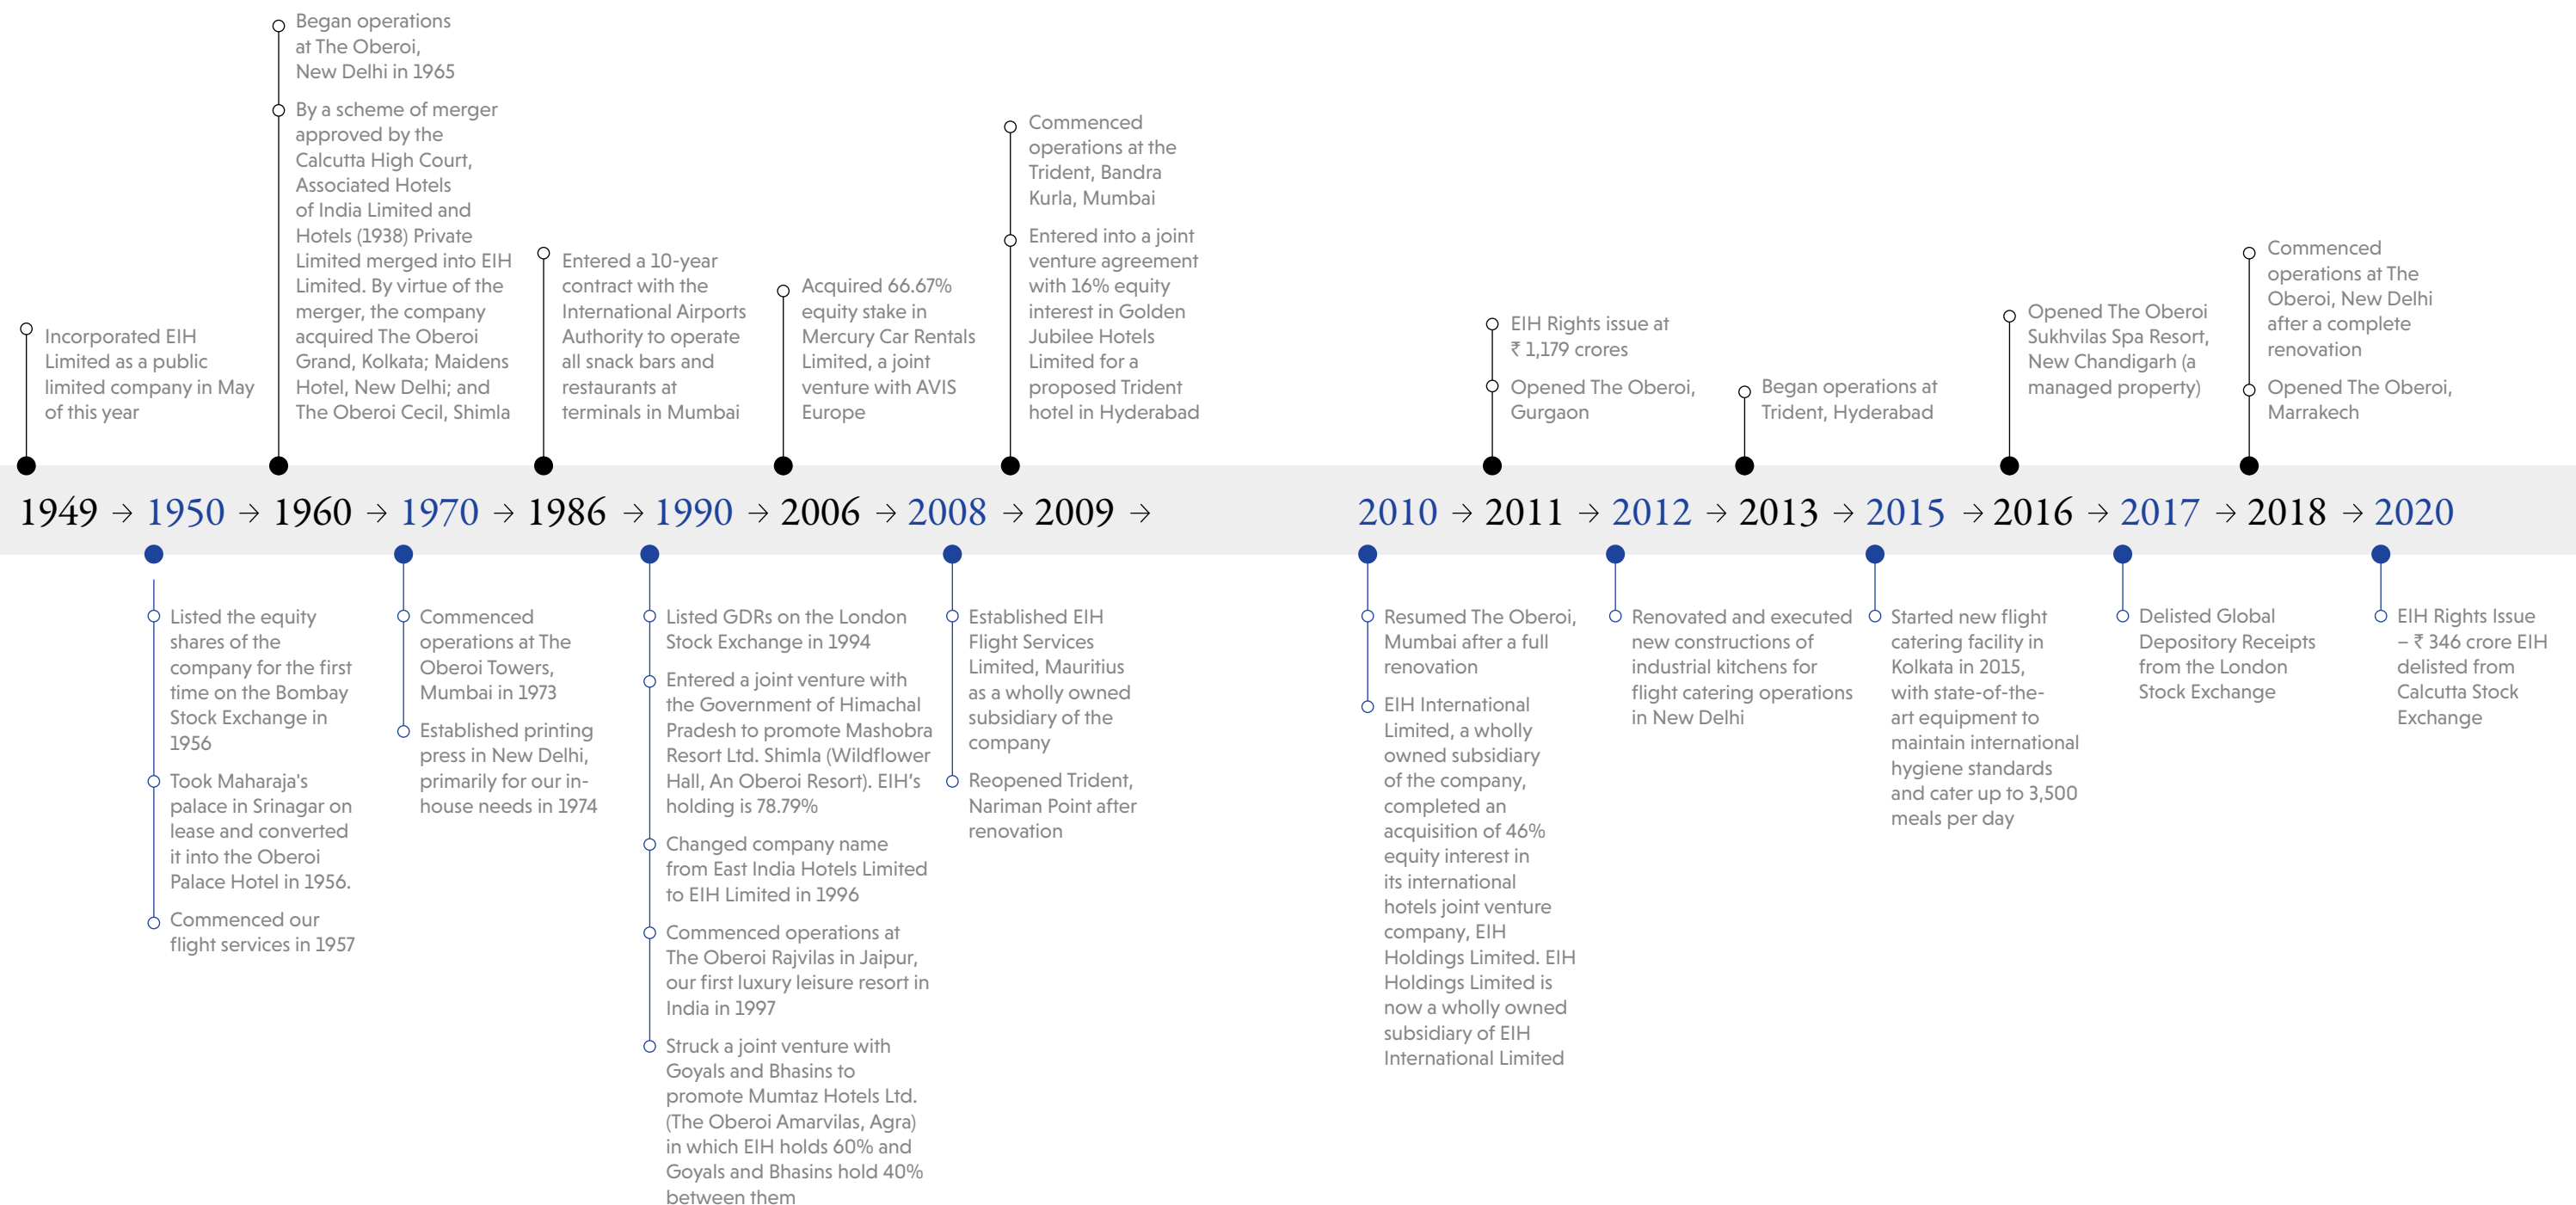 Began operations
at The Oberoi,
New Delhi in 1965
By a scheme of merger
approved by the
Calcutta High Court,
Associated Hotels
of India Limited and
Hotels (1938) Private
Limited merged into EIH
Limited. By virtue of the
merger, the company
acquired The Oberoi
Grand, Kolkata; Maidens
Hotel, New Delhi; and
The Oberoi Cecil, Shimla
Incorporated EIH
Limited as a public
limited company in May
of this year
Entered a 10-year
contract with the
International Airports
Authority to operate
all snack bars and
restaurants at
terminals in Mumbai
Acquired 66.67%
equity stake in
Mercury Car Rentals
Limited, a joint
venture with AVIS
Europe
Commenced
operations at the
Trident, Bandra
Kurla, Mumbai
Entered into a joint
venture agreement
with 16% equity
interest in Golden
Jubilee Hotels
Limited for a
proposed Trident
hotel in Hyderabad
EIH Rights issue at
₹ 1,179 crores
Opened The Oberoi,
Gurgaon
Began operations at
Trident, Hyderabad
Opened The Oberoi
Sukhvilas Spa Resort,
New Chandigarh (a
managed property)
Commenced
operations at The
Oberoi, New Delhi
after a complete
renovation
Opened The Oberoi,
Marrakech
1949 → 1950 → 1960 → 1970 → 1986 → 1990 → 2006 → 2008 → 2009 → 2010 → 2011 → 2012 → 2013 → 2015 → 2016 → 2017 → 2018 → 2020
Listed the equity
shares of the
company for the first
time on the Bombay
Stock Exchange in
1956
Took Maharaja's
palace in Srinagar on
lease and converted
it into the Oberoi
Palace Hotel in 1956.
Commenced our
flight services in 1957
Commenced
operations at The
Oberoi Towers,
Mumbai in 1973
Established printing
press in New Delhi,
primarily for our in-
house needs in 1974
Listed GDRs on the London
Stock Exchange in 1994
Entered a joint venture with
the Government of Himachal
Pradesh to promote Mashobra
Resort Ltd. Shimla (Wildflower
Hall, An Oberoi Resort). EIH's
holding is 78.79%
Changed company name
from East India Hotels Limited
to EIH Limited in 1996
Commenced operations at
The Oberoi Rajvilas in Jaipur,
our first luxury leisure resort in
India in 1997
Struck a joint venture with
Goyals and Bhasins to
promote Mumtaz Hotels Ltd.
(The Oberoi Amarvilas, Agra)
in which EIH holds 60% and
Goyals and Bhasins hold 40%
between them
Established EIH
Flight Services
Limited, Mauritius
as a wholly owned
subsidiary of the
company
Reopened Trident,
Nariman Point after
renovation
Resumed The Oberoi,
Mumbai after a full
renovation
EIH International
Limited, a wholly
owned subsidiary
of the company,
completed an
acquisition of 46%
equity interest in
its international
hotels joint venture
company, EIH
Holdings Limited. EIH
Holdings Limited is
now a wholly owned
subsidiary of EIH
International Limited
Renovated and executed
new constructions of
industrial kitchens for
flight catering operations
in New Delhi
Started new flight
catering facility in
Kolkata in 2015,
with state-of-the-
art equipment to
maintain international
hygiene standards
and cater up to 3,500
meals per day
Delisted Global
Depository Receipts
from the London
Stock Exchange
EIH Rights Issue
– ₹ 346 crore EIH
delisted from
Calcutta Stock
Exchange